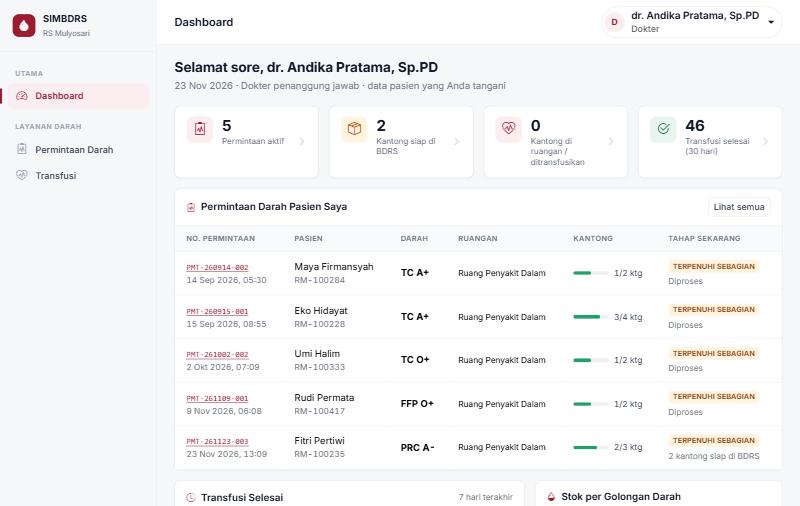 SIMBDRS
RS Mulyosari
UTAMA
Dashboard
LAYANAN DARAH
Permintaan Darah
Transfusi
Dashboard
D
dr. Andika Pratama, Sp.PD
Dokter
Selamat sore, dr. Andika Pratama, Sp.PD
23 Nov 2026 · Dokter penanggung jawab · data pasien yang Anda tangani
5
Permintaan aktif
2
Kantong siap di
BDRS
0
Kantong di
ruangan /
ditransfusikan
46
Transfusi selesai
(30 hari)
Permintaan Darah Pasien Saya
Lihat semua
NO. PERMINTAAN PASIEN DARAH RUANGAN KANTONG TAHAP SEKARANG
PMT-260914-002 Maya Firmansyah TC A+ Ruang Penyakit Dalam 1/2 ktg TERPENUHI SEBAGIAN
14 Sep 2026, 05:30 RM-100284 Diproses
PMT-260915-001 Eko Hidayat TC A+ Ruang Penyakit Dalam 3/4 ktg TERPENUHI SEBAGIAN
15 Sep 2026, 08:55 RM-100228 Diproses
PMT-261002-002 Umi Halim TC O+ Ruang Penyakit Dalam 1/2 ktg TERPENUHI SEBAGIAN
2 Okt 2026, 07:09 RM-100333 Diproses
PMT-261109-001 Rudi Permata FFP O+ Ruang Penyakit Dalam 1/2 ktg TERPENUHI SEBAGIAN
9 Nov 2026, 06:08 RM-100417 Diproses
PMT-261123-003 Fitri Pertiwi PRC A- Ruang Penyakit Dalam 2/3 ktg TERPENUHI SEBAGIAN
23 Nov 2026, 13:09 RM-100235 2 kantong siap di BDRS
Transfusi Selesai 7 hari terakhir
Stok per Golongan Darah